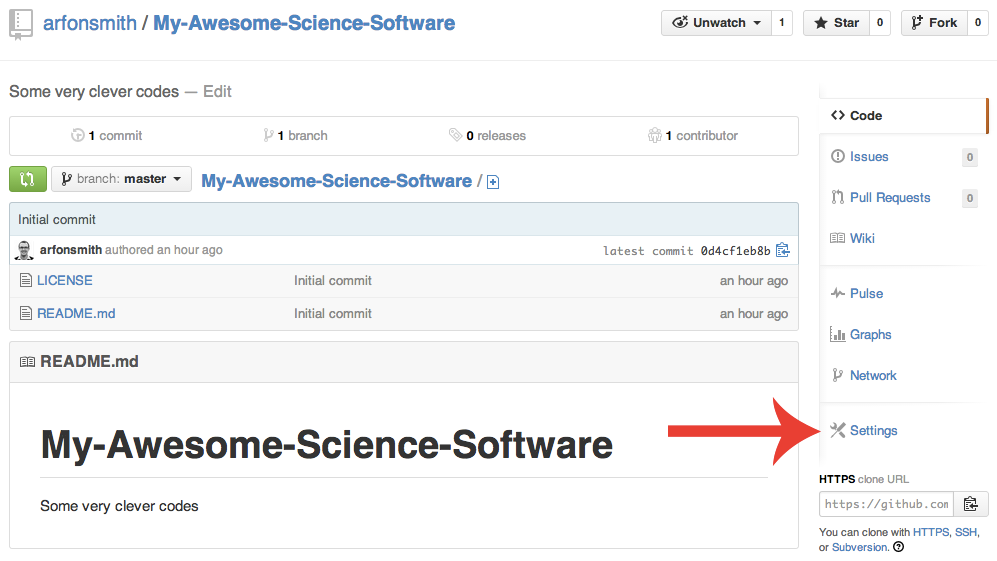 arfonsmith / My-Awesome-Science-Software
Unwatch 1
Star 0
Fork 0
Some very clever codes — Edit
1 commit
1 branch
0 releases
1 contributor
branch: master
My-Awesome-Science-Software /
Initial commit
arfonsmith authored an hour ago
latest commit 0d4cf1eb8b
LICENSE Initial commit an hour ago
README.md Initial commit an hour ago
README.md
My-Awesome-Science-Software
Some very clever codes
Code
Issues 0
Pull Requests 0
Wiki
Pulse
Graphs
Network
Settings
HTTPS clone URL
https://github.com
You can clone with HTTPS, SSH,
or Subversion.